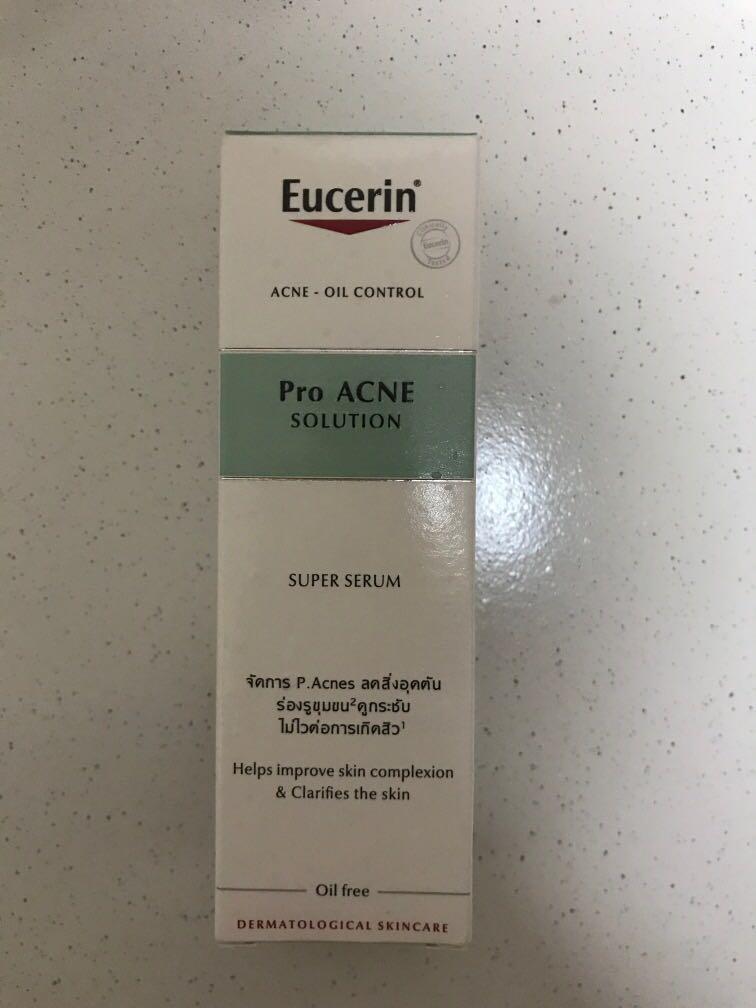 Eucerin®
Clinically
Eucerin
Tested
ACNE - OIL CONTROL
Pro ACNE
SOLUTION
SUPER SERUM
จัดการ P.Acnes ลดสิ่งอุดตัน
ร่องรูขุมขน²ดูกระชับ
ไม่ไวต่อการเกิดสิว¹
Helps improve skin complexion
& Clarifies the skin
Oil free
DERMATOLOGICAL SKINCARE